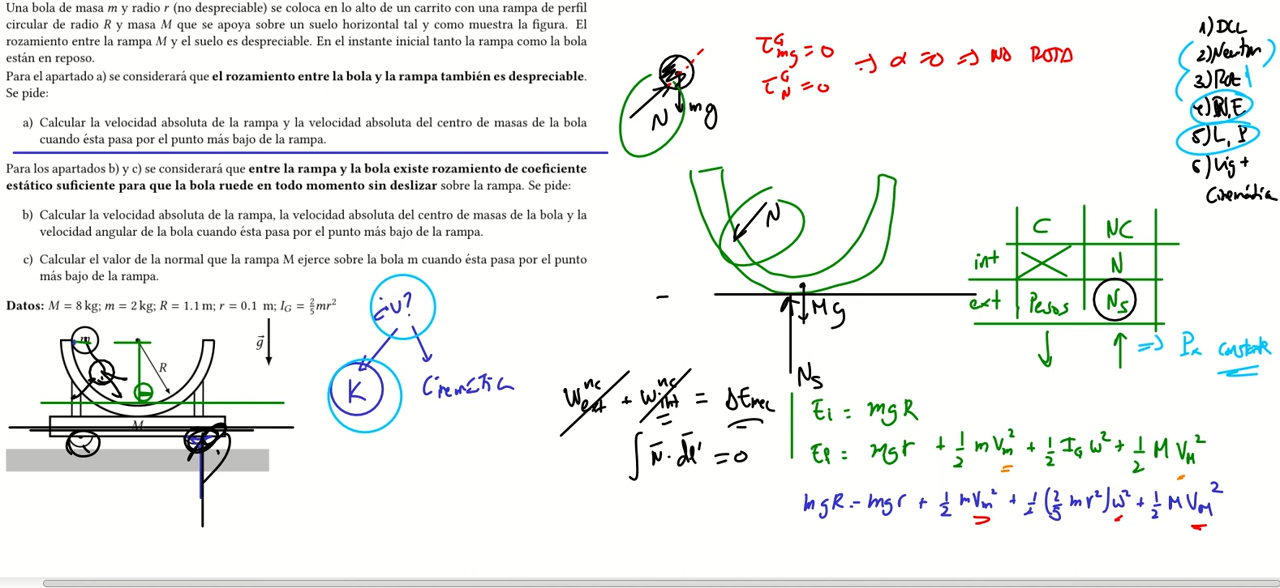 Una bola de masa m y radio r (no despreciable) se coloca en lo alto de un carrito con una rampa de perfil
circular de radio R y masa M que se apoya sobre un suelo horizontal tal y como muestra la figura. El
rozamiento entre la rampa M y el suelo es despreciable. En el instante inicial tanto la rampa como la bola
están en reposo.
Para el apartado a) se considerará que el rozamiento entre la bola y la rampa también es despreciable.
Se pide:
a) Calcular la velocidad absoluta de la rampa y la velocidad absoluta del centro de masas de la bola
cuando ésta pasa por el punto más bajo de la rampa.
Para los apartados b) y c) se considerará que entre la rampa y la bola existe rozamiento de coeficiente
estático suficiente para que la bola ruede en todo momento sin deslizar sobre la rampa. Se pide:
b) Calcular la velocidad absoluta de la rampa, la velocidad absoluta del centro de masas de la bola y la
velocidad angular de la bola cuando ésta pasa por el punto más bajo de la rampa.
c) Calcular el valor de la normal que la rampa M ejerce sobre la bola m cuando ésta pasa por el punto
más bajo de la rampa.
Datos: M = 8 kg; m = 2 kg; R = 1.1 m; r = 0.1 m; I_G = 2/5 mr²
m
R
g⃗
M
¿v?
K
Cinemática
N
mg
τ^G_mg = 0
τ^G_N = 0
⇒ α = 0 ⇒ NO ROTA
N
Mg
N_S
1) DCL
2) Newton
3) Rot
5) L, P
6) Lig +
Cinemática
C NC
int N
ext Pesos N_S
⇒ Px constante
W^nc_ext + W^nc_int = ΔE_mec
∫ N̄ · dr̄ = 0
E_i = mgR
E_f = mgr + 1/2 m V_m² + 1/2 I_G ω² + 1/2 M V_M²
mgR = mgr + 1/2 m V_m² + 1/2 (2/5 m r²) ω² + 1/2 M V_M²